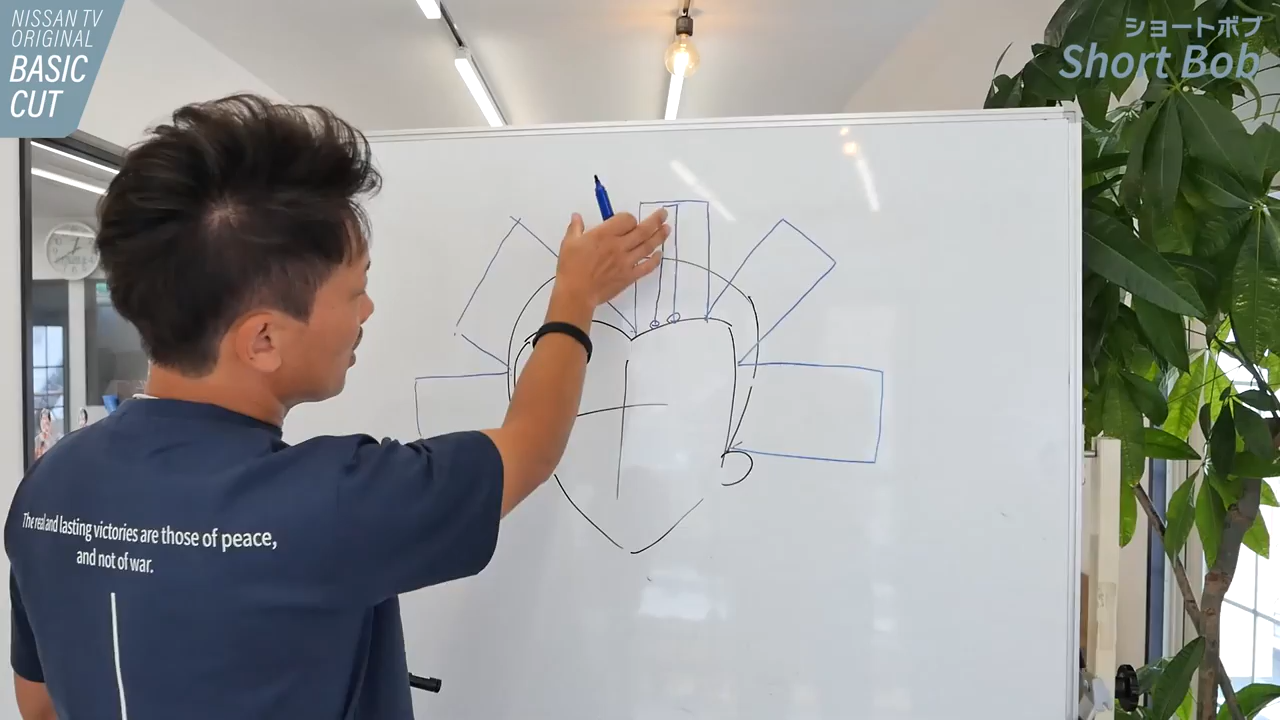 NISSAN TV
ORIGINAL
BASIC
CUT
ショートボブ
Short Bob
The real and lasting victories are those of peace,
and not of war.